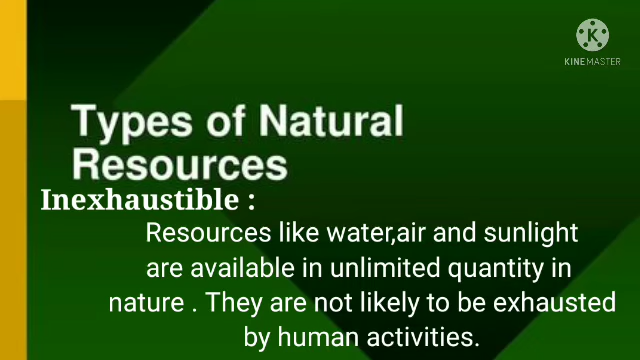 K
KINEMASTER
Types of Natural
Resources
Inexhaustible :
Resources like water,air and sunlight
are available in unlimited quantity in
nature . They are not likely to be exhausted
by human activities.